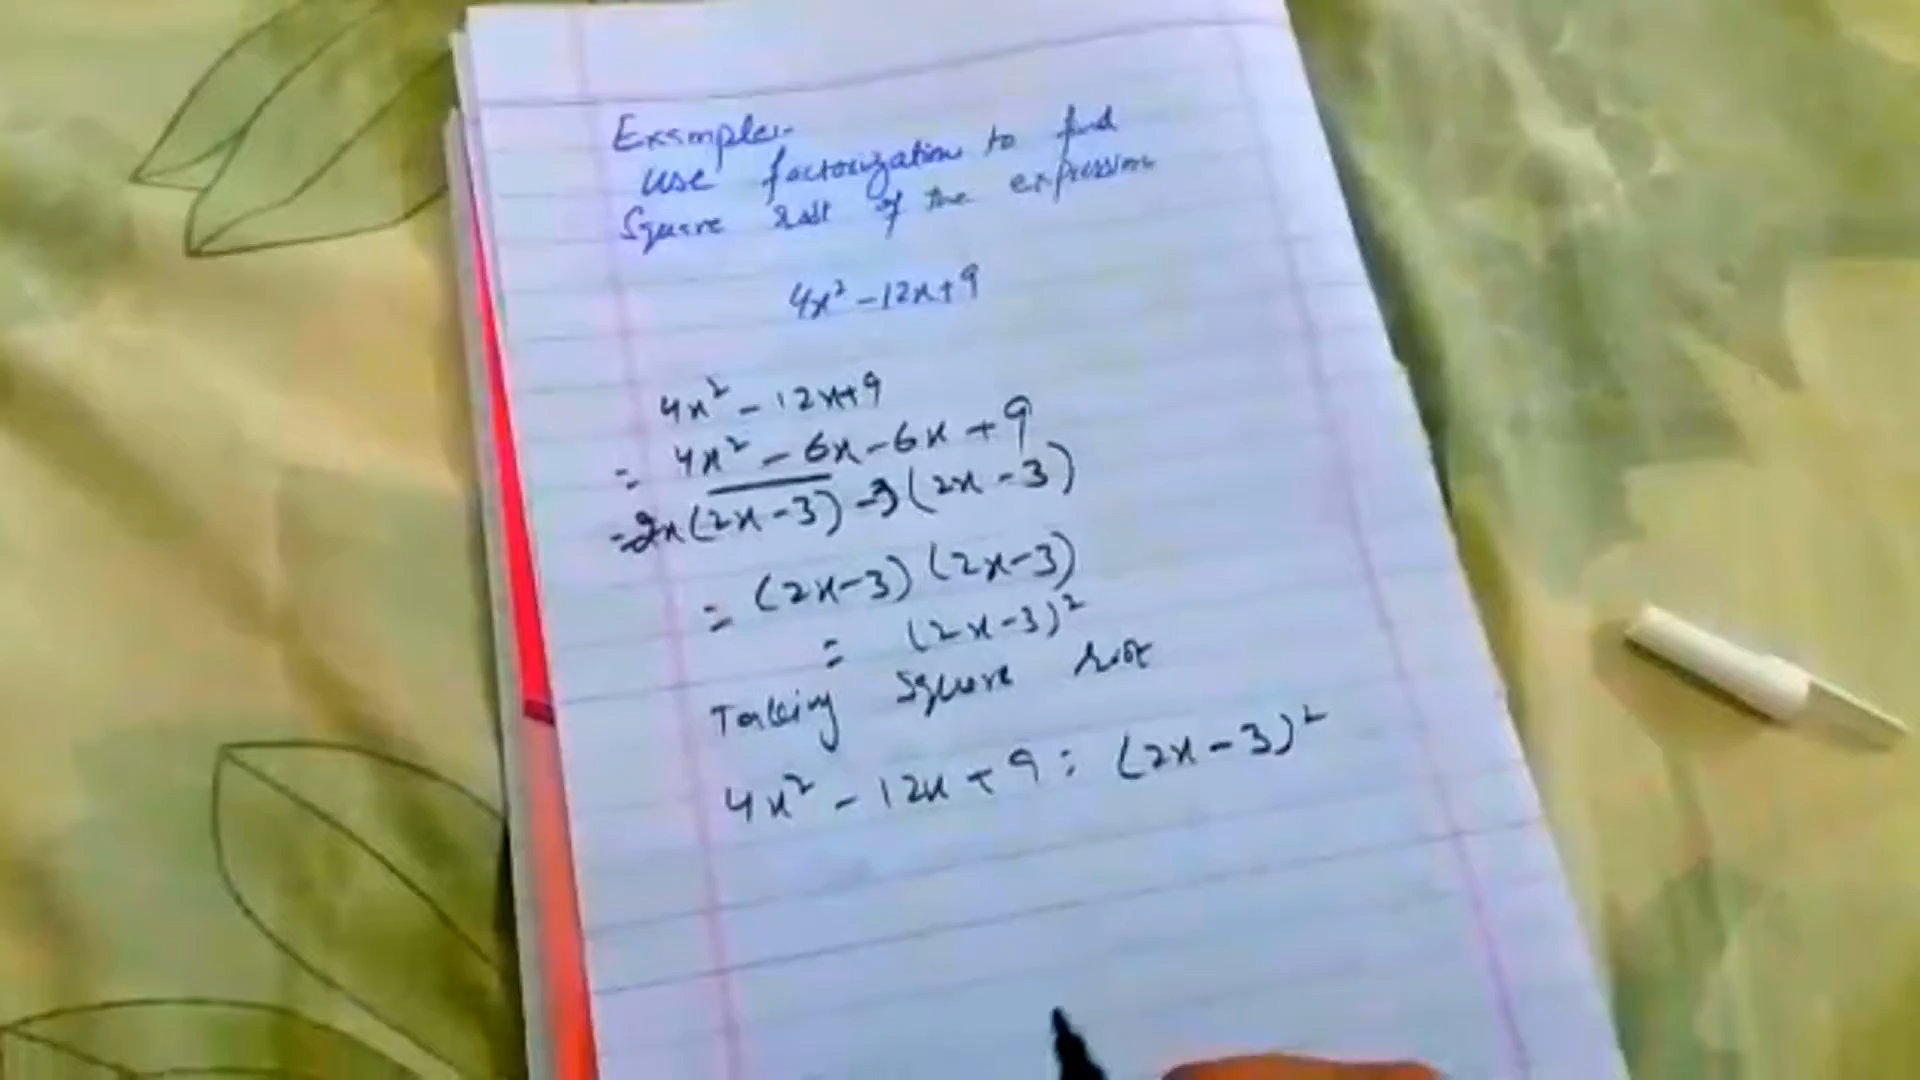 Example:-
Use factorization to find
Square root of the expression
4x² - 12x + 9
4x² - 12x + 9
= 4x² - 6x - 6x + 9
= 2x(2x - 3) - 3(2x - 3)
= (2x - 3)(2x - 3)
= (2x - 3)²
Taking Square root
4x² - 12x + 9 = (2x - 3)²